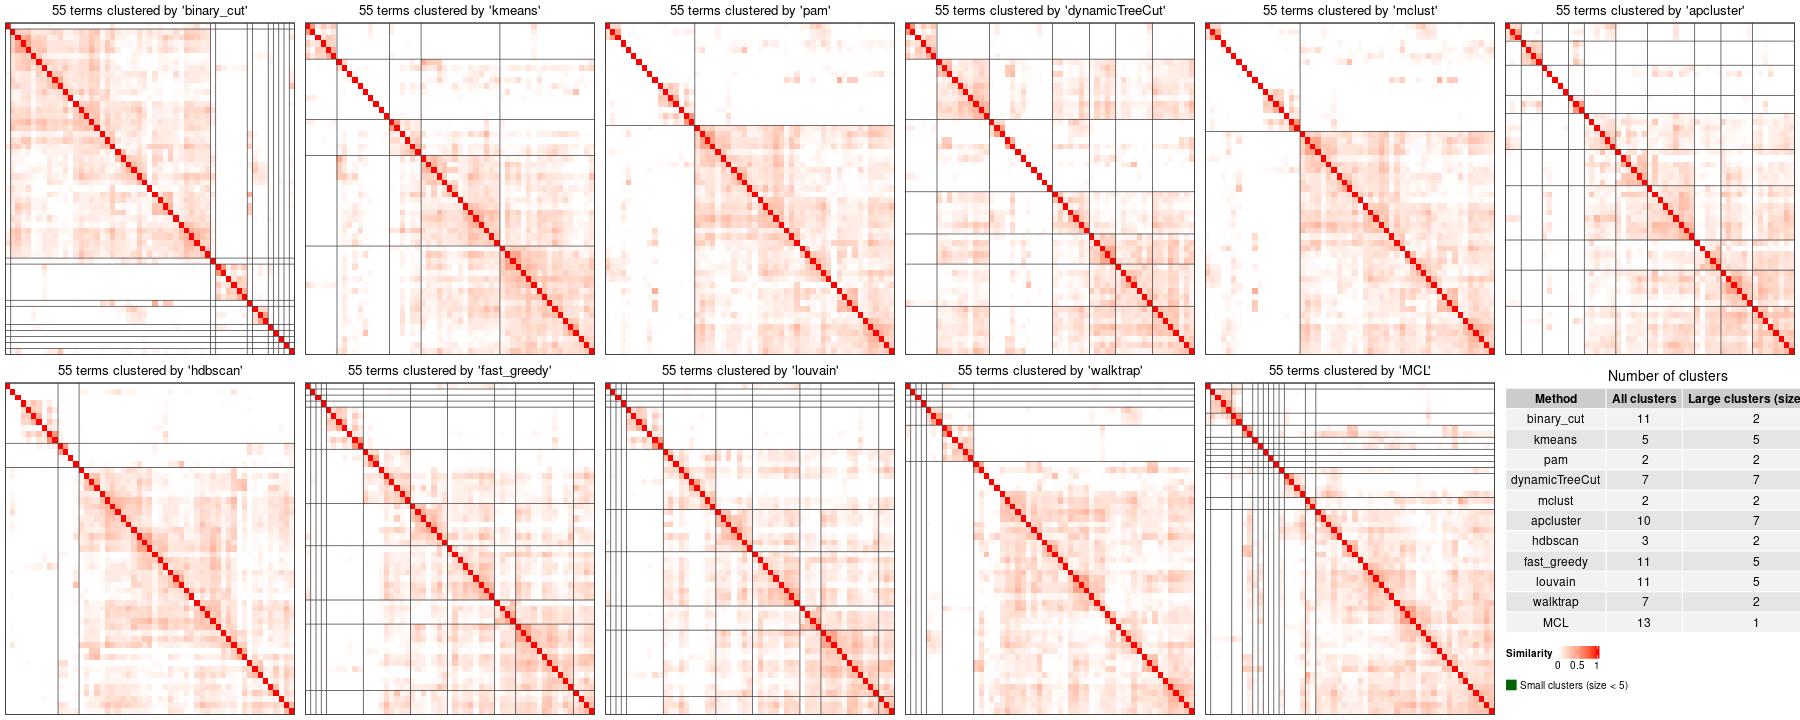 55 terms clustered by 'binary_cut'
55 terms clustered by 'kmeans'
55 terms clustered by 'pam'
55 terms clustered by 'dynamicTreeCut'
55 terms clustered by 'mclust'
55 terms clustered by 'apcluster'
55 terms clustered by 'hdbscan'
55 terms clustered by 'fast_greedy'
55 terms clustered by 'louvain'
55 terms clustered by 'walktrap'
55 terms clustered by 'MCL'
Number of clusters
Method All clusters Large clusters (size
binary_cut 11 2
kmeans 5 5
pam 2 2
dynamicTreeCut 7 7
mclust 2 2
apcluster 10 7
hdbscan 3 2
fast_greedy 11 5
louvain 11 5
walktrap 7 2
MCL 13 1
Similarity
0 0.5 1
Small clusters (size < 5)